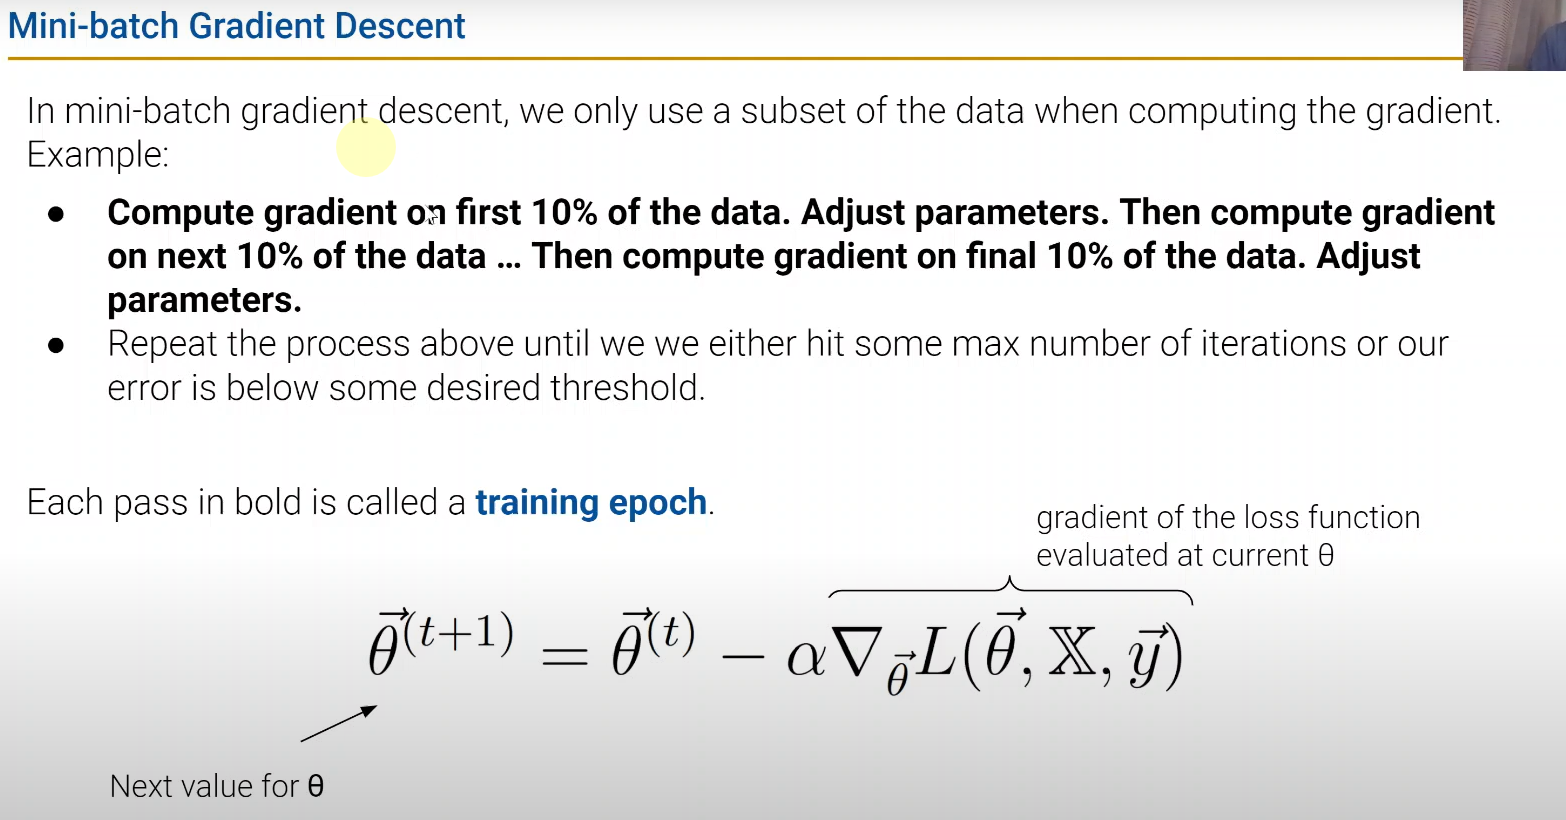 Mini-batch Gradient Descent
In mini-batch gradient descent, we only use a subset of the data when computing the gradient.
Example:
● Compute gradient on first 10% of the data. Adjust parameters. Then compute gradient
on next 10% of the data ... Then compute gradient on final 10% of the data. Adjust
parameters.
● Repeat the process above until we we either hit some max number of iterations or our
error is below some desired threshold.
Each pass in bold is called a training epoch.
gradient of the loss function
evaluated at current θ
$\vec{\theta}^{(t+1)} = \vec{\theta}^{(t)} - \alpha \nabla_{\vec{\theta}} L(\vec{\theta}, \mathbb{X}, \vec{y})$
Next value for θ